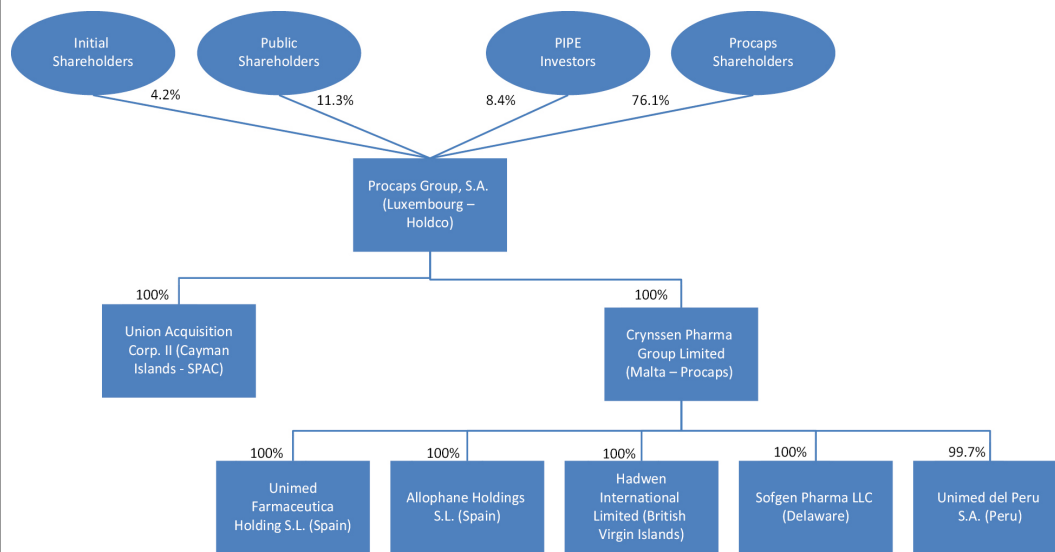 Initial
Shareholders
Public
Shareholders
PIPE
Investors
Procaps
Shareholders
4.2%
11.3%
8.4%
76.1%
Procaps Group, S.A.
(Luxembourg –
Holdco)
100%
100%
Union Acquisition
Corp. II (Cayman
Islands - SPAC)
Crynssen Pharma
Group Limited
(Malta – Procaps)
100%
100%
100%
100%
99.7%
Unimed
Farmaceutica
Holding S.L. (Spain)
Allophane Holdings
S.L. (Spain)
Hadwen
International
Limited (British
Virgin Islands)
Sofgen Pharma LLC
(Delaware)
Unimed del Peru
S.A. (Peru)